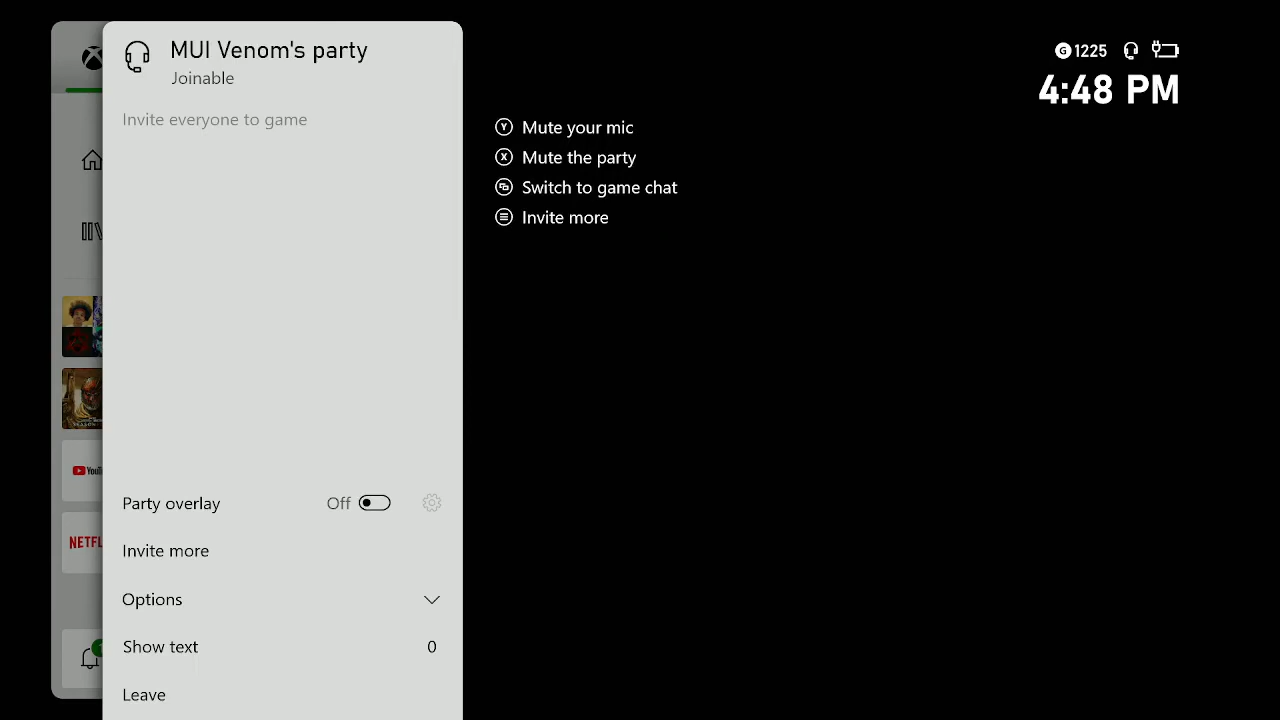 MUI Venom's party
Joinable
Invite everyone to game
Party overlay Off
Invite more
Options
Show text 0
Leave
Mute your mic
Mute the party
Switch to game chat
Invite more
G 1225
4:48 PM
NETFL